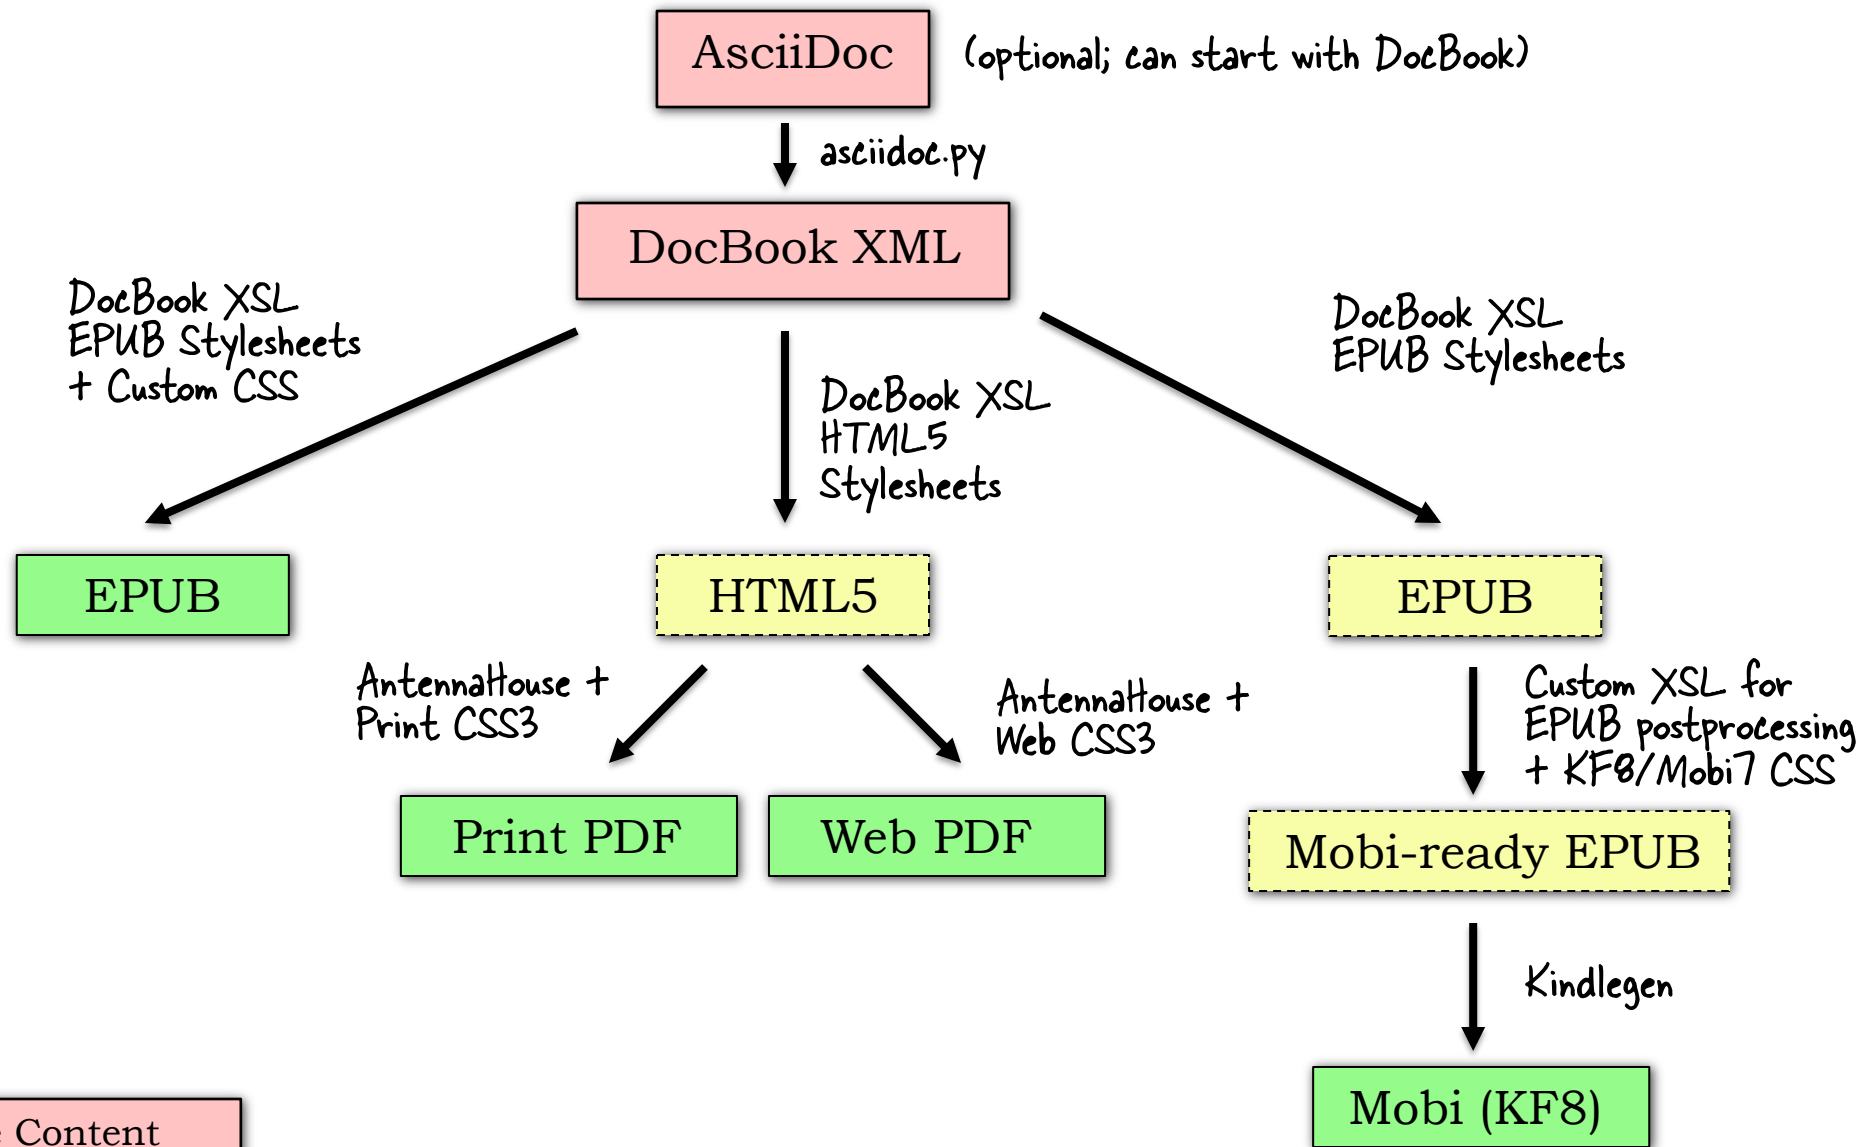 AsciiDoc
(optional; can start with DocBook)
asciidoc.py
DocBook XML
DocBook XSL
EPUB Stylesheets
+ Custom CSS
DocBook XSL
HTML5
Stylesheets
DocBook XSL
EPUB Stylesheets
EPUB
HTML5
EPUB
AntennaHouse +
Print CSS3
AntennaHouse +
Web CSS3
Custom XSL for
EPUB postprocessing
+ KF8/Mobi7 CSS
Print PDF
Web PDF
Mobi-ready EPUB
Kindlegen
Mobi (KF8)
Content